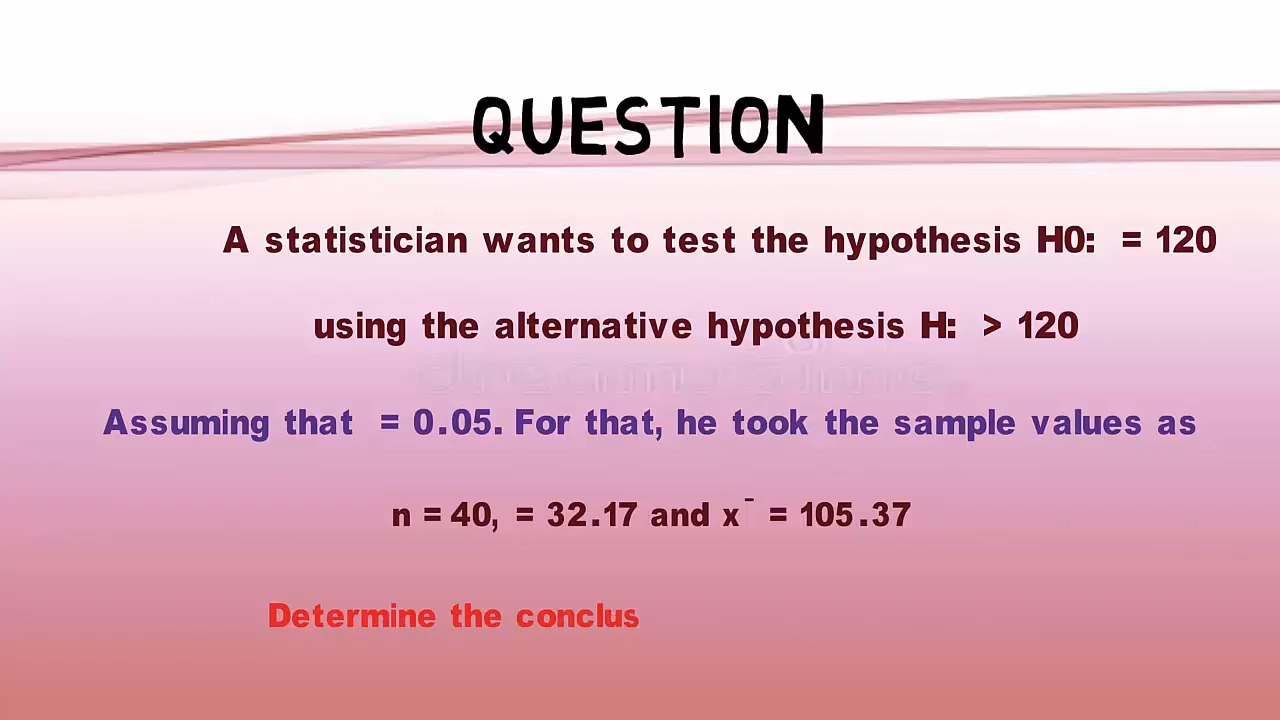 QUESTION
A statistician wants to test the hypothesis H0: = 120
using the alternative hypothesis H: > 120
Assuming that = 0.05. For that, he took the sample values as
n = 40, = 32.17 and x¯ = 105.37
Determine the conclus